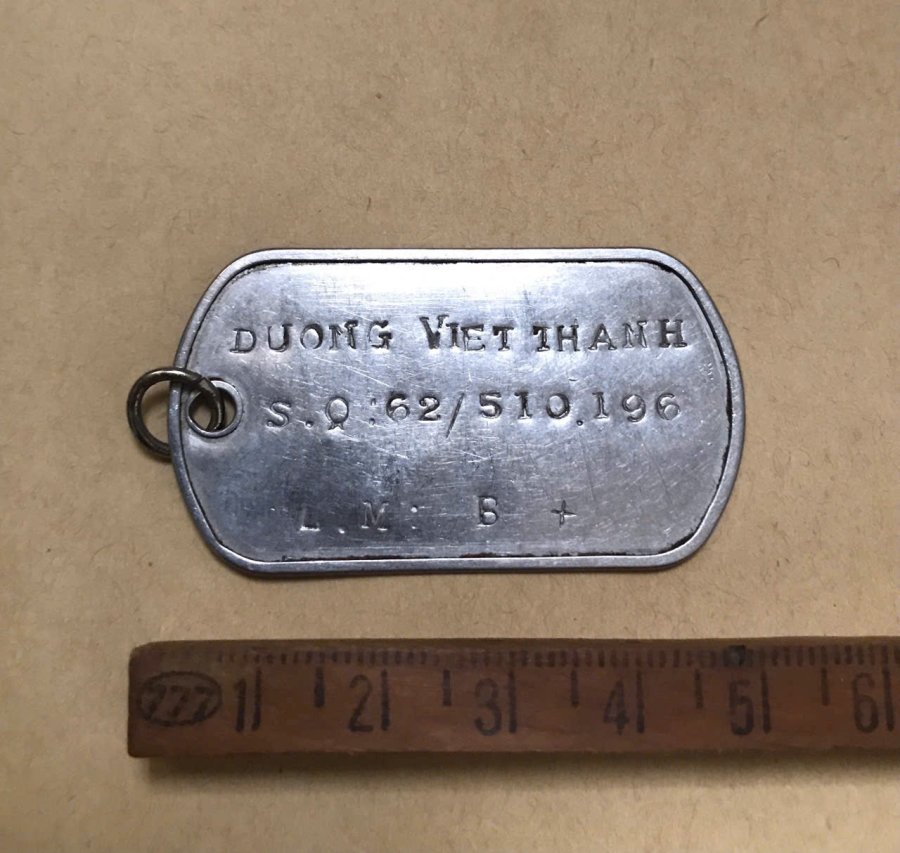 DUONG VIET THANH
S.Q:62/510.196
L.M: B +
777 1 2 3 4 5 6